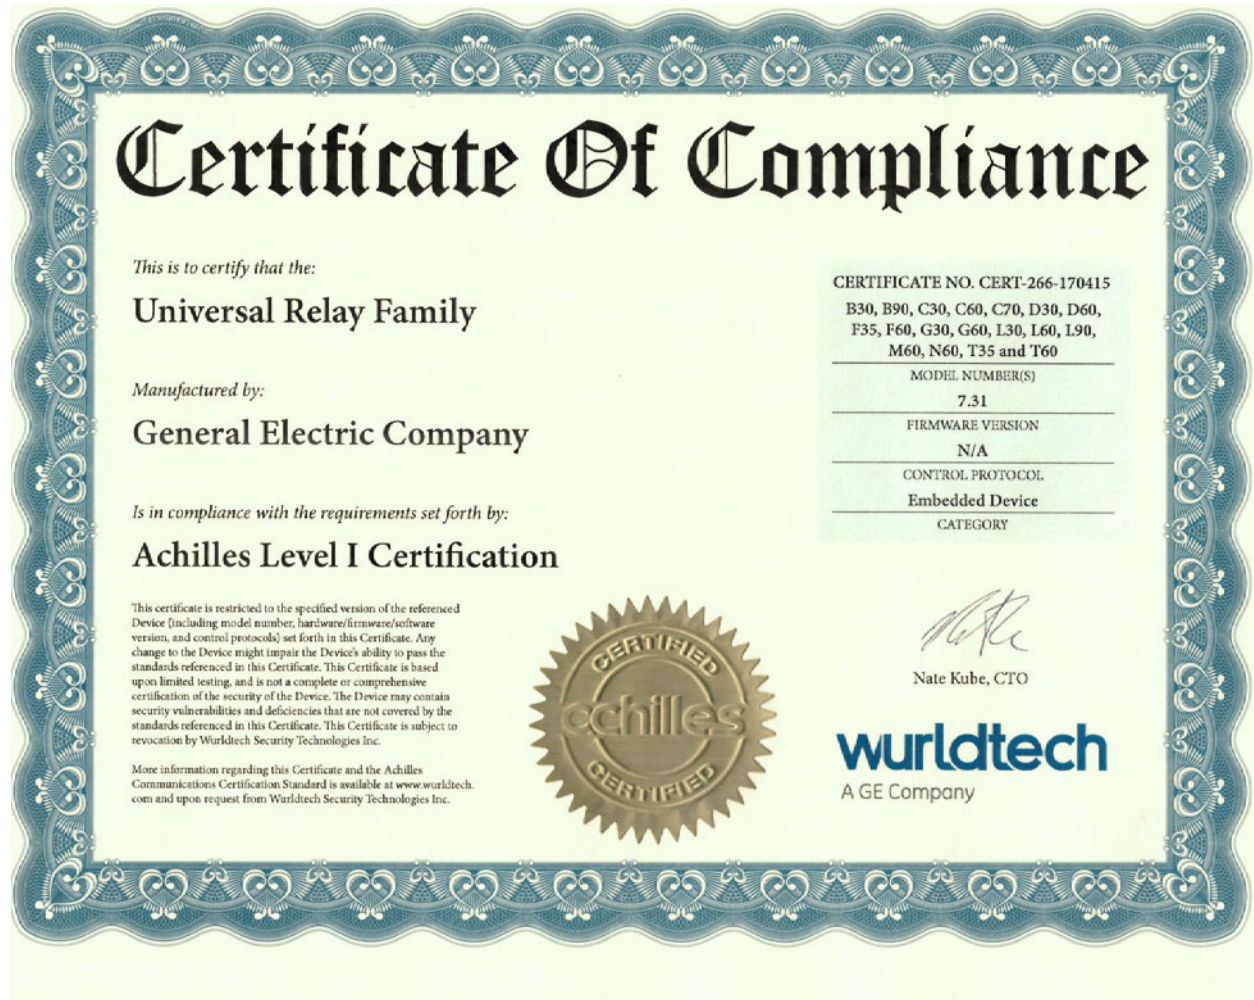 Certificate Of Compliance
This is to certify that the:
Universal Relay Family
Manufactured by:
General Electric Company
Is in compliance with the requirements set forth by:
Achilles Level I Certification
This certificate is restricted to the specified version of the referenced
Device (including model number, hardware/firmware/software
version, and control protocols) set forth in this Certificate. Any
change to the Device might impair the Device's ability to pass the
standards referenced in this Certificate. This Certificate is based
upon limited testing, and is not a complete or comprehensive
certification of the security of the Device. The Device may contain
security vulnerabilities and deficiencies that are not covered by the
standards referenced in this Certificate. This Certificate is subject to
revocation by Wurldtech Security Technologies Inc.
More information regarding this Certificate and the Achilles
Communications Certification Standard is available at www.wurldtech.
com and upon request from Wurldtech Security Technologies Inc.
CERTIFIED
achilles
CERTIFIED
CERTIFICATE NO. CERT-266-170415
B30, B90, C30, C60, C70, D30, D60,
F35, F60, G30, G60, L30, L60, L90,
M60, N60, T35 and T60
MODEL NUMBER(S)
7.31
FIRMWARE VERSION
N/A
CONTROL PROTOCOL
Embedded Device
CATEGORY
Nate Kube, CTO
wurldtech
A GE Company